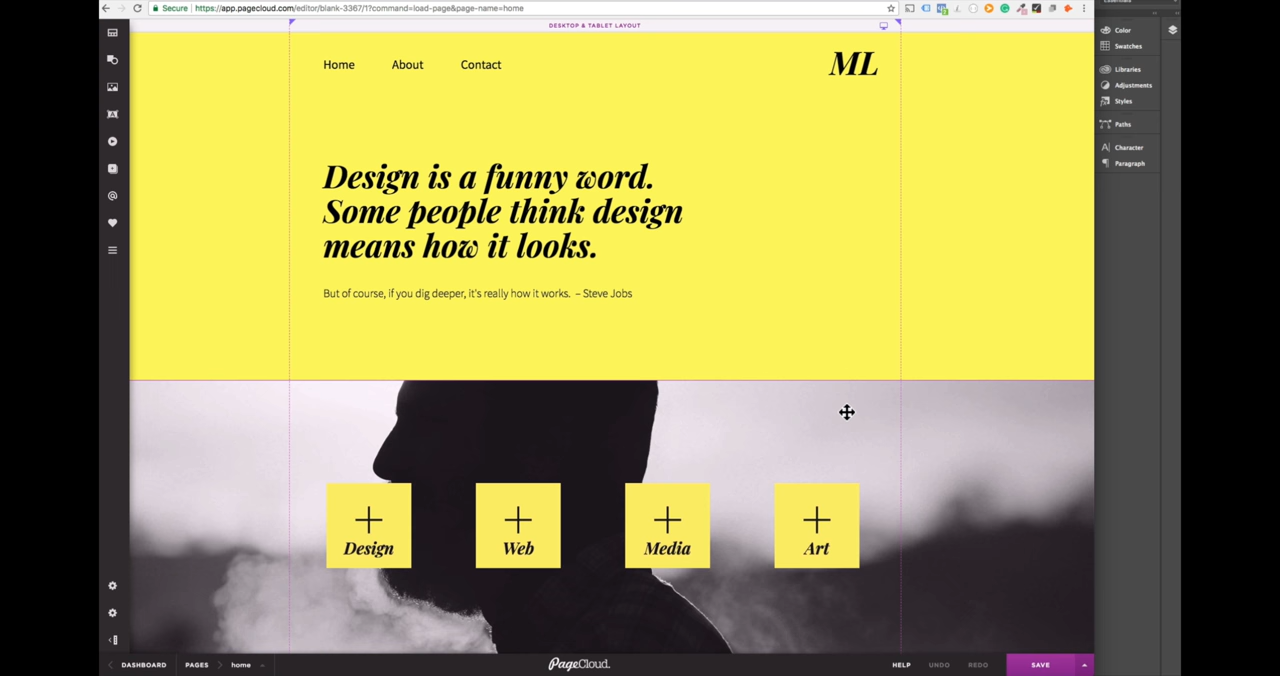 Secure
https://app.pagecloud.com/editor/blank-3367/1?command=load-page&page-name=home
DESKTOP & TABLET LAYOUT
Home
About
Contact
ML
Design is a funny word.
Some people think design
means how it looks.
But of course, if you dig deeper, it's really how it works. – Steve Jobs
Design
Web
Media
Art
DASHBOARD
PAGES
home
PageCloud.
HELP
UNDO
REDO
SAVE
Color
Swatches
Libraries
Adjustments
Styles
Paths
Character
Paragraph